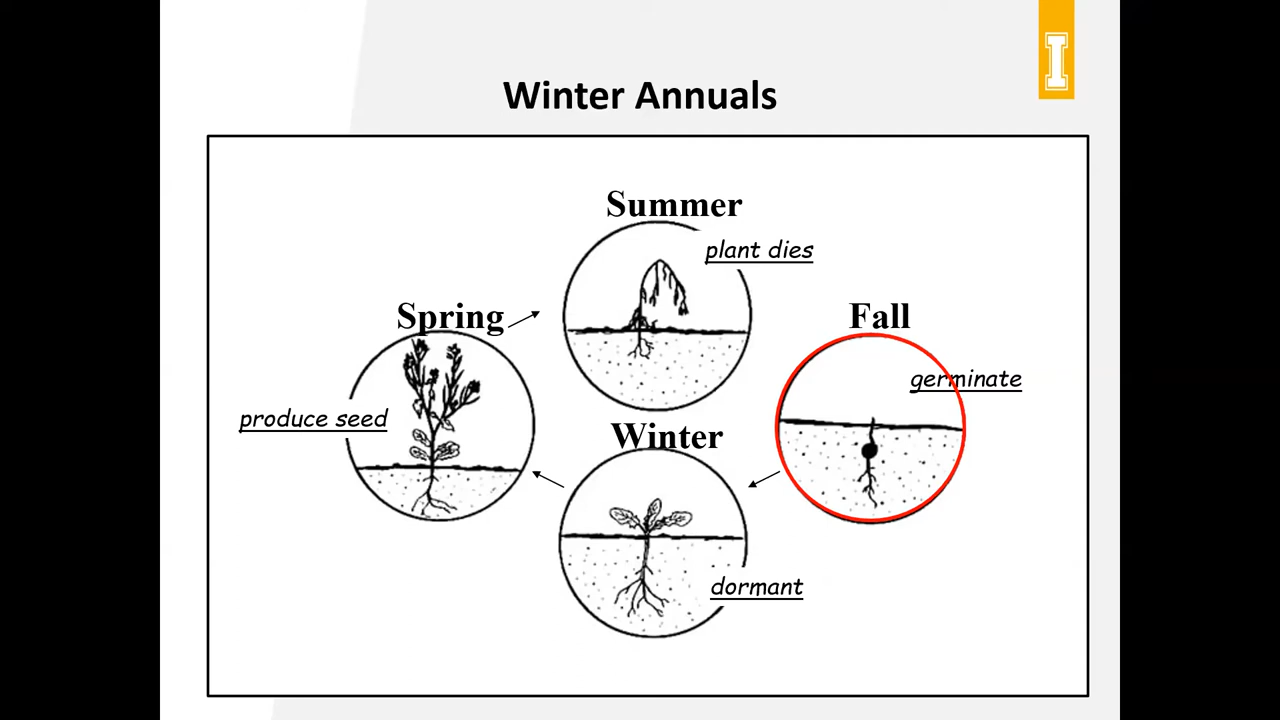 I
Winter Annuals
Summer
plant dies
Spring
Fall
germinate
produce seed
Winter
dormant